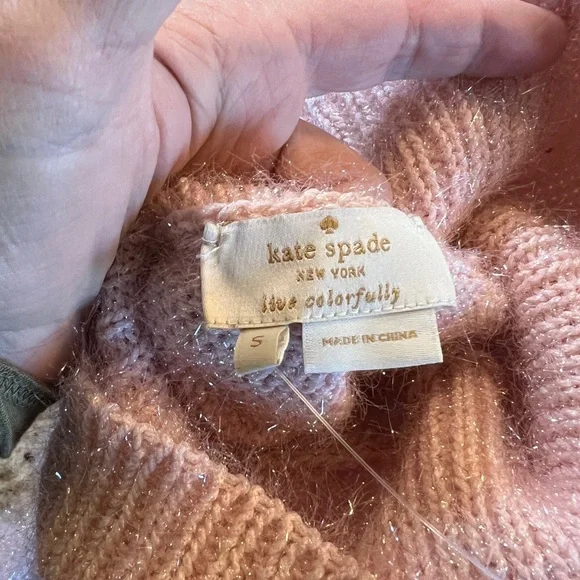 kate spade
NEW YORK
live colorfully
S
MADE IN CHINA